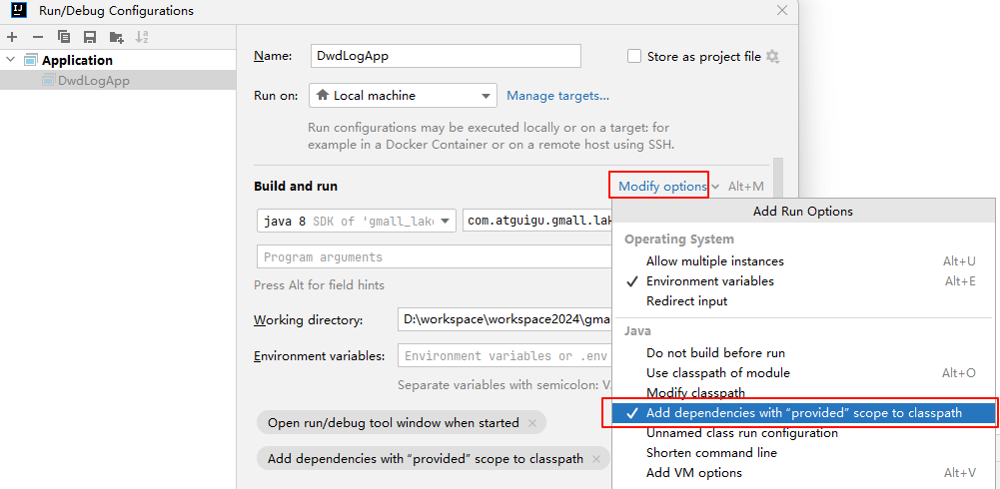 Run/Debug Configurations
Application
DwdLogApp
Name:
DwdLogApp
Store as project file
Run on:
Local machine
Manage targets...
Run configurations may be executed locally or on a target: for
example in a Docker Container or on a remote host using SSH.
Build and run
Modify options
Alt+M
java 8 SDK of 'gmall_lake
com.atguigu.gmall.lak
Program arguments
Press Alt for field hints
Working directory:
D:\workspace\workspace2024\gma
Environment variables:
Environment variables or .env
Separate variables with semicolon: V
Open run/debug tool window when started
Add dependencies with “provided” scope to classpath
Add Run Options
Operating System
Allow multiple instances Alt+U
Environment variables Alt+E
Redirect input
Java
Do not build before run
Use classpath of module Alt+O
Modify classpath
Add dependencies with “provided” scope to classpath
Unnamed class run configuration
Shorten command line
Add VM options Alt+V